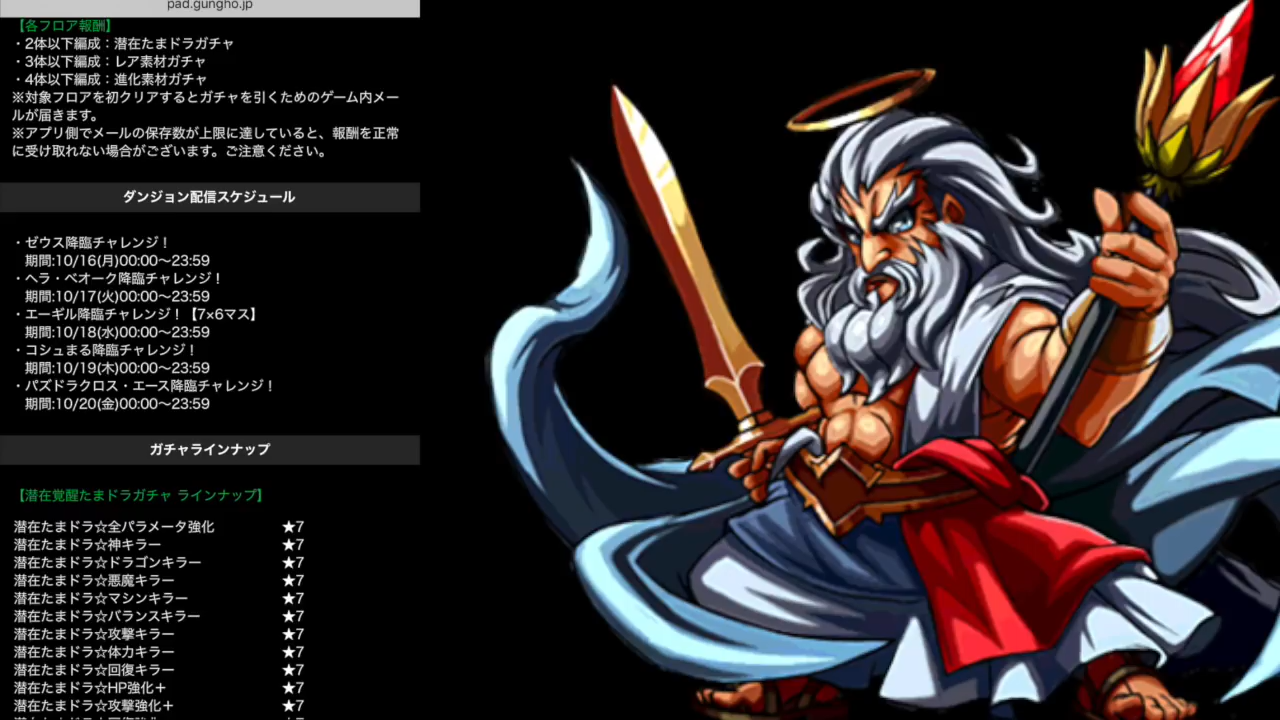 pad.gungho.jp
【各フロア報酬】
・2体以下編成：潜在たまドラガチャ
・3体以下編成：レア素材ガチャ
・4体以下編成：進化素材ガチャ
※対象フロアを初クリアするとガチャを引くためのゲーム内メー
ルが届きます。
※アプリ側でメールの保存数が上限に達していると、報酬を正常
に受け取れない場合がございます。ご注意ください。
ダンジョン配信スケジュール
・ゼウス降臨チャレンジ！
期間:10/16(月)00:00〜23:59
・ヘラ・ベオーク降臨チャレンジ！
期間:10/17(火)00:00〜23:59
・エーギル降臨チャレンジ！【7×6マス】
期間:10/18(水)00:00〜23:59
・コシュまる降臨チャレンジ！
期間:10/19(木)00:00〜23:59
・パズドラクロス・エース降臨チャレンジ！
期間:10/20(金)00:00〜23:59
ガチャラインナップ
【潜在覚醒たまドラガチャ ラインナップ】
潜在たまドラ☆全パラメータ強化 ★7
潜在たまドラ☆神キラー ★7
潜在たまドラ☆ドラゴンキラー ★7
潜在たまドラ☆悪魔キラー ★7
潜在たまドラ☆マシンキラー ★7
潜在たまドラ☆バランスキラー ★7
潜在たまドラ☆攻撃キラー ★7
潜在たまドラ☆体力キラー ★7
潜在たまドラ☆回復キラー ★7
潜在たまドラ☆HP強化＋ ★7
潜在たまドラ☆攻撃強化＋ ★7